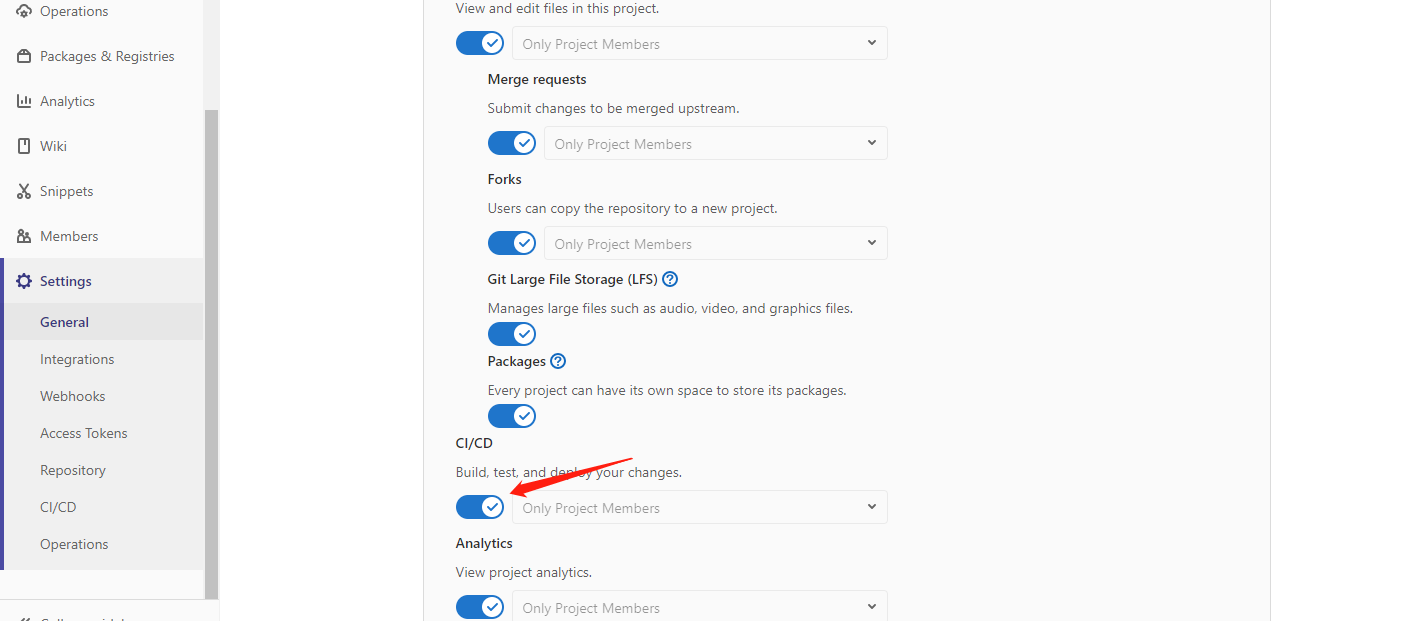 Operations
Packages & Registries
Analytics
Wiki
Snippets
Members
Settings
General
Integrations
Webhooks
Access Tokens
Repository
CI/CD
Operations
View and edit files in this project.
Only Project Members
Merge requests
Submit changes to be merged upstream.
Only Project Members
Forks
Users can copy the repository to a new project.
Only Project Members
Git Large File Storage (LFS)
Manages large files such as audio, video, and graphics files.
Packages
Every project can have its own space to store its packages.
CI/CD
Build, test, and deploy your changes.
Only Project Members
Analytics
View project analytics.
Only Project Members